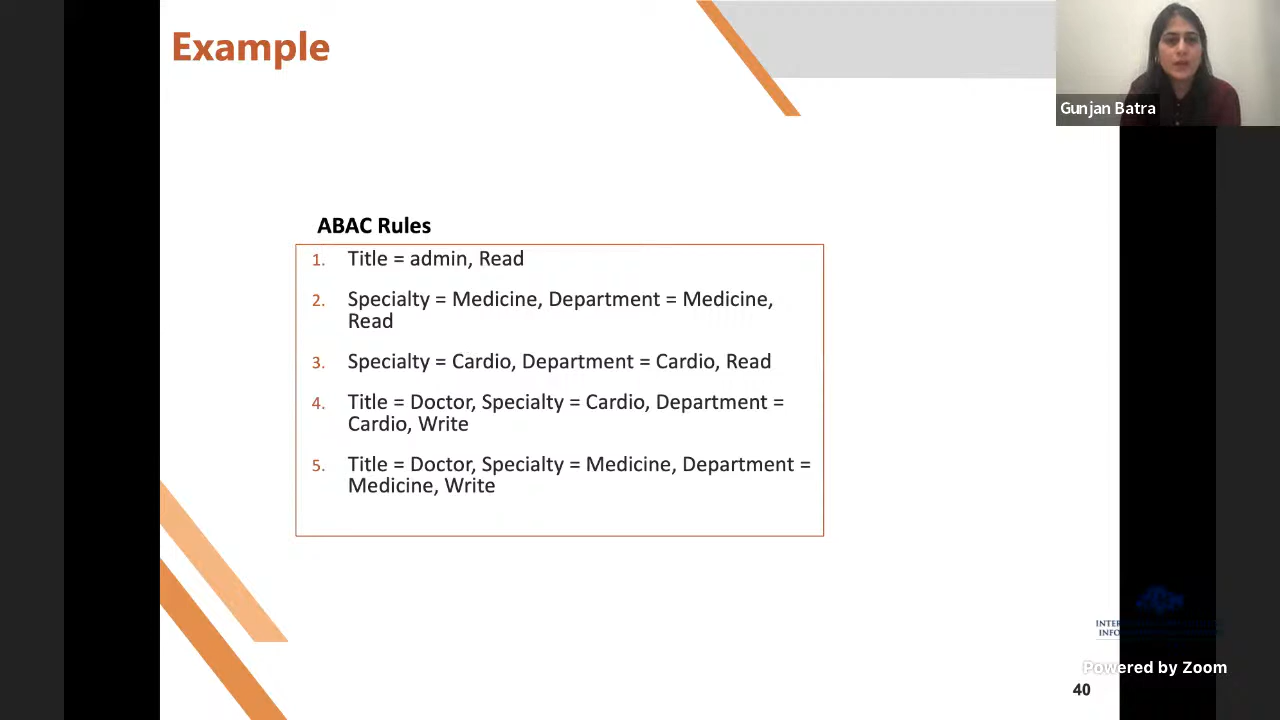 Example
Gunjan Batra
ABAC Rules
1. Title = admin, Read
2. Specialty = Medicine, Department = Medicine,
Read
3. Specialty = Cardio, Department = Cardio, Read
4. Title = Doctor, Specialty = Cardio, Department =
Cardio, Write
5. Title = Doctor, Specialty = Medicine, Department =
Medicine, Write
Powered by Zoom
40